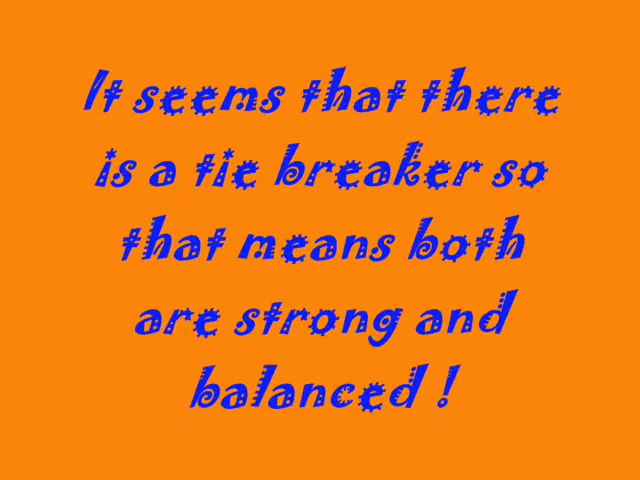 It seems that there
is a tie breaker so
that means both
are strong and
balanced !